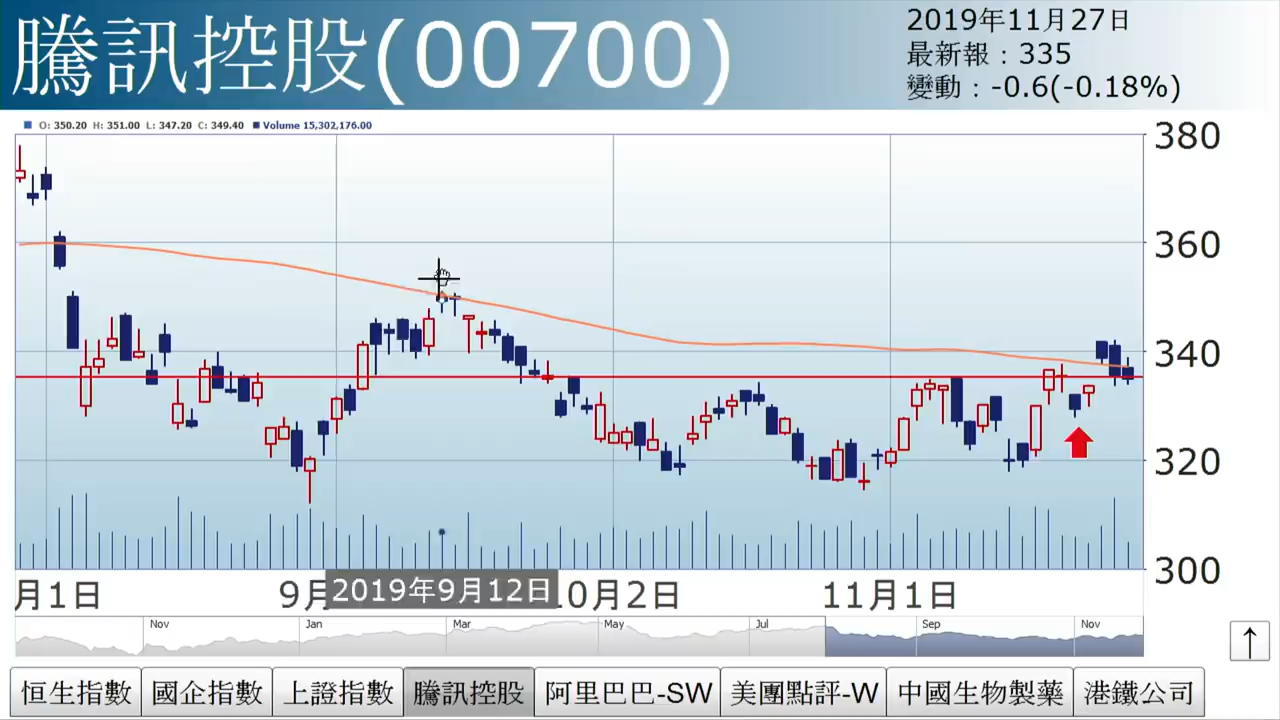 騰訊控股(00700)
2019年11月27日
最新報：335
變動：-0.6(-0.18%)
O: 350.20 H: 351.00 L: 347.20 C: 349.40 Volume 15,302,176.00
380
360
340
320
300
月1日 9月 2019年9月12日 10月2日 11月1日
Nov Jan Mar May Jul Sep Nov
恒生指數 國企指數 上證指數 騰訊控股 阿里巴巴-SW 美團點評-W 中國生物製藥 港鐵公司